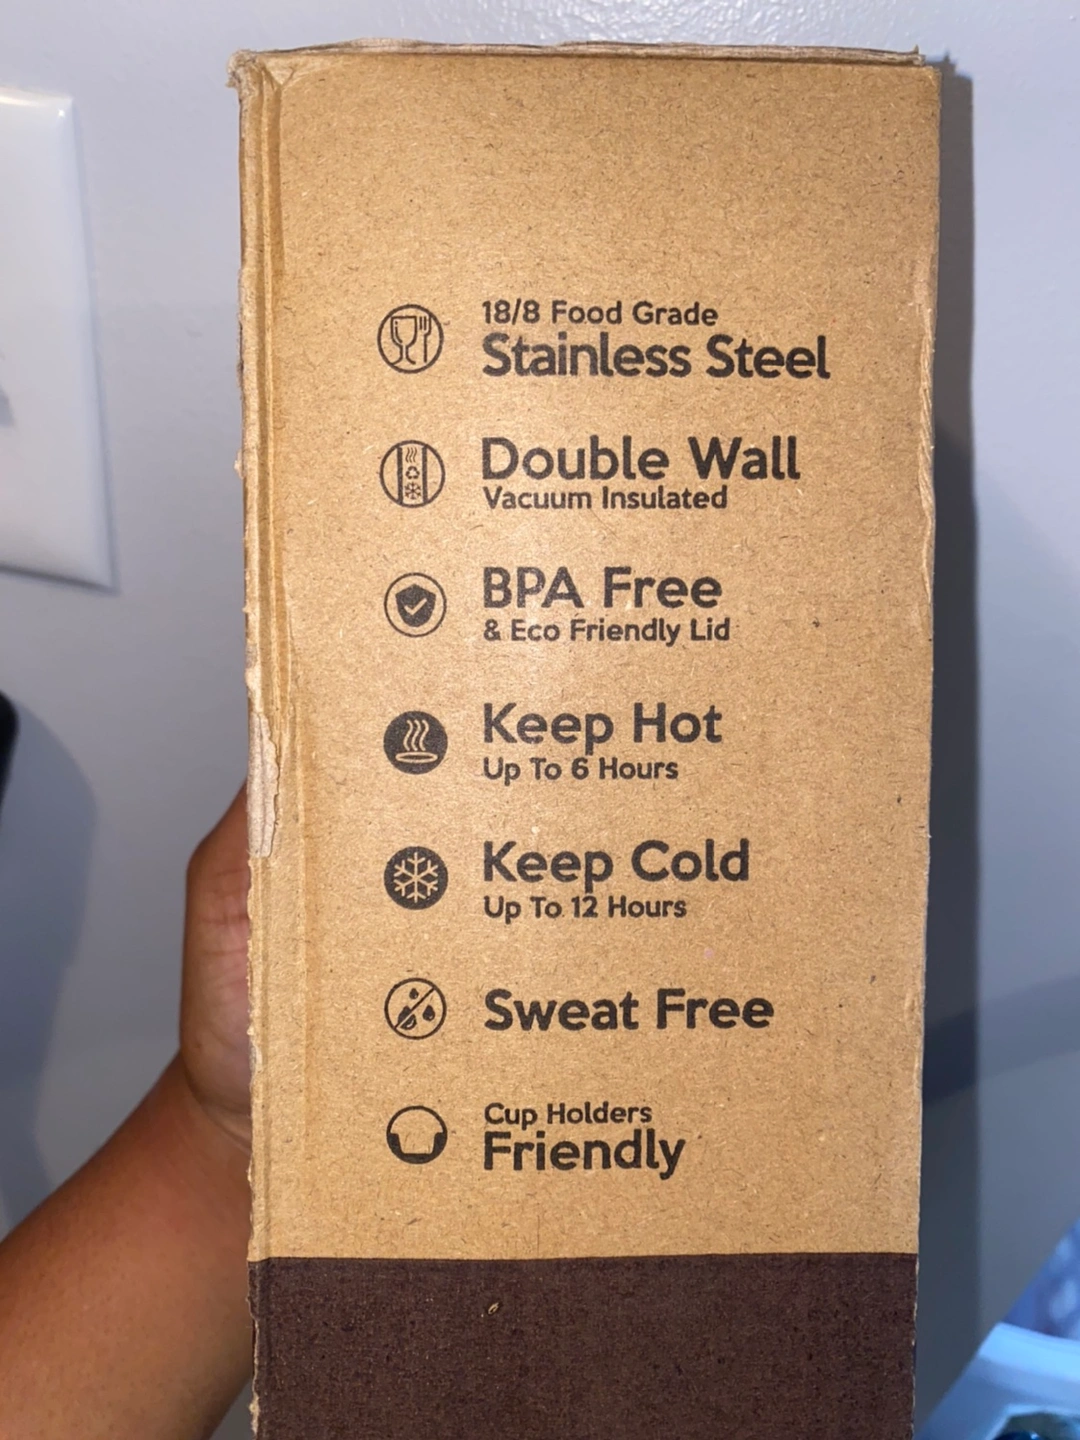 18/8 Food Grade
Stainless Steel
Double Wall
Vacuum Insulated
BPA Free
& Eco Friendly Lid
Keep Hot
Up To 6 Hours
Keep Cold
Up To 12 Hours
Sweat Free
Cup Holders
Friendly